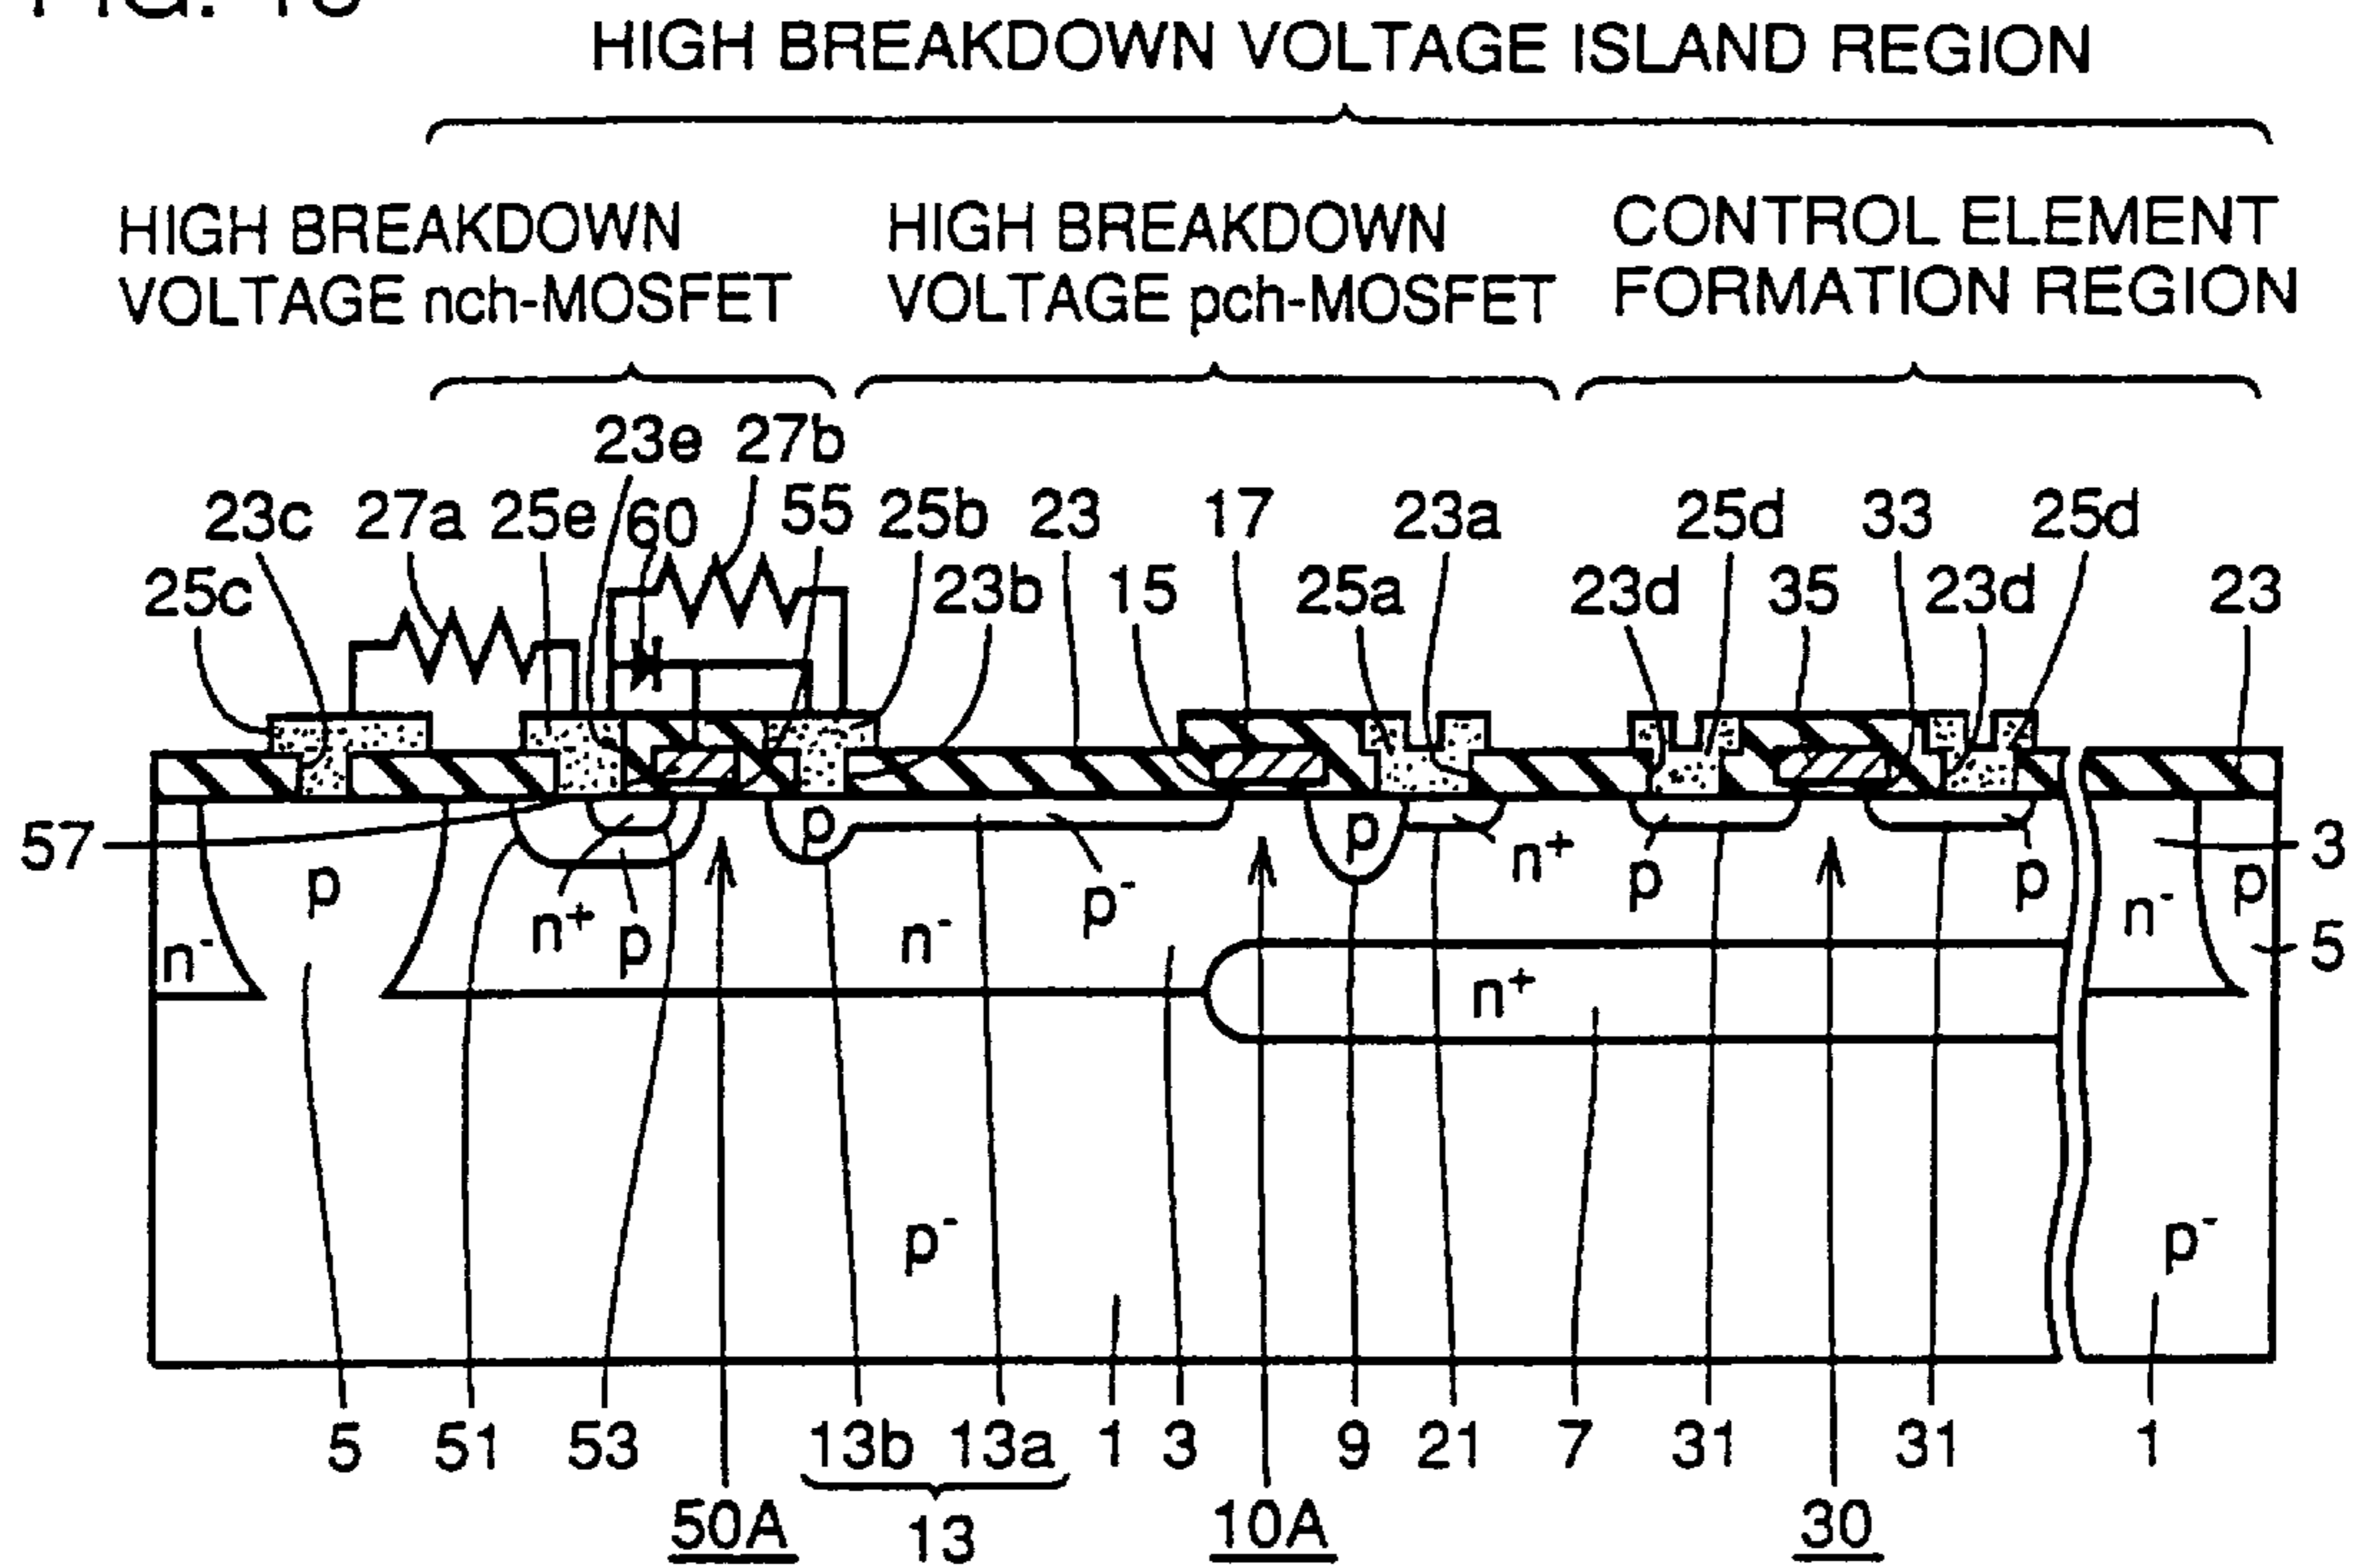 HIGH BREAKDOWN VOLTAGE ISLAND REGION
HIGH BREAKDOWN
VOLTAGE nch-MOSFET
HIGH BREAKDOWN
VOLTAGE pch-MOSFET
CONTROL ELEMENT
FORMATION REGION
23e 27b
23c 27a 25e 60 55 25b 23 17 23a 25d 33 25d
25c 23b 15 25a 23d 35 23d 23
p p
57 p n+ p- n+ p p p 3
n- n+ p n- n- 5
n+
p- p-
5 51 53 13b 13a 1 3 9 21 7 31 31 1
50A 13 10A 30